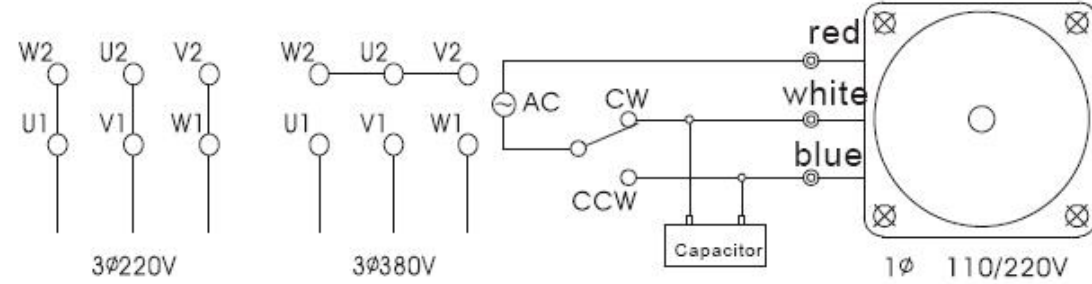 W2 U2 V2
U1 V1 W1
3ø220V
W2 U2 V2
U1 V1 W1
3ø380V
AC
CW
CCW
Capacitor
red
white
blue
1ø 110/220V